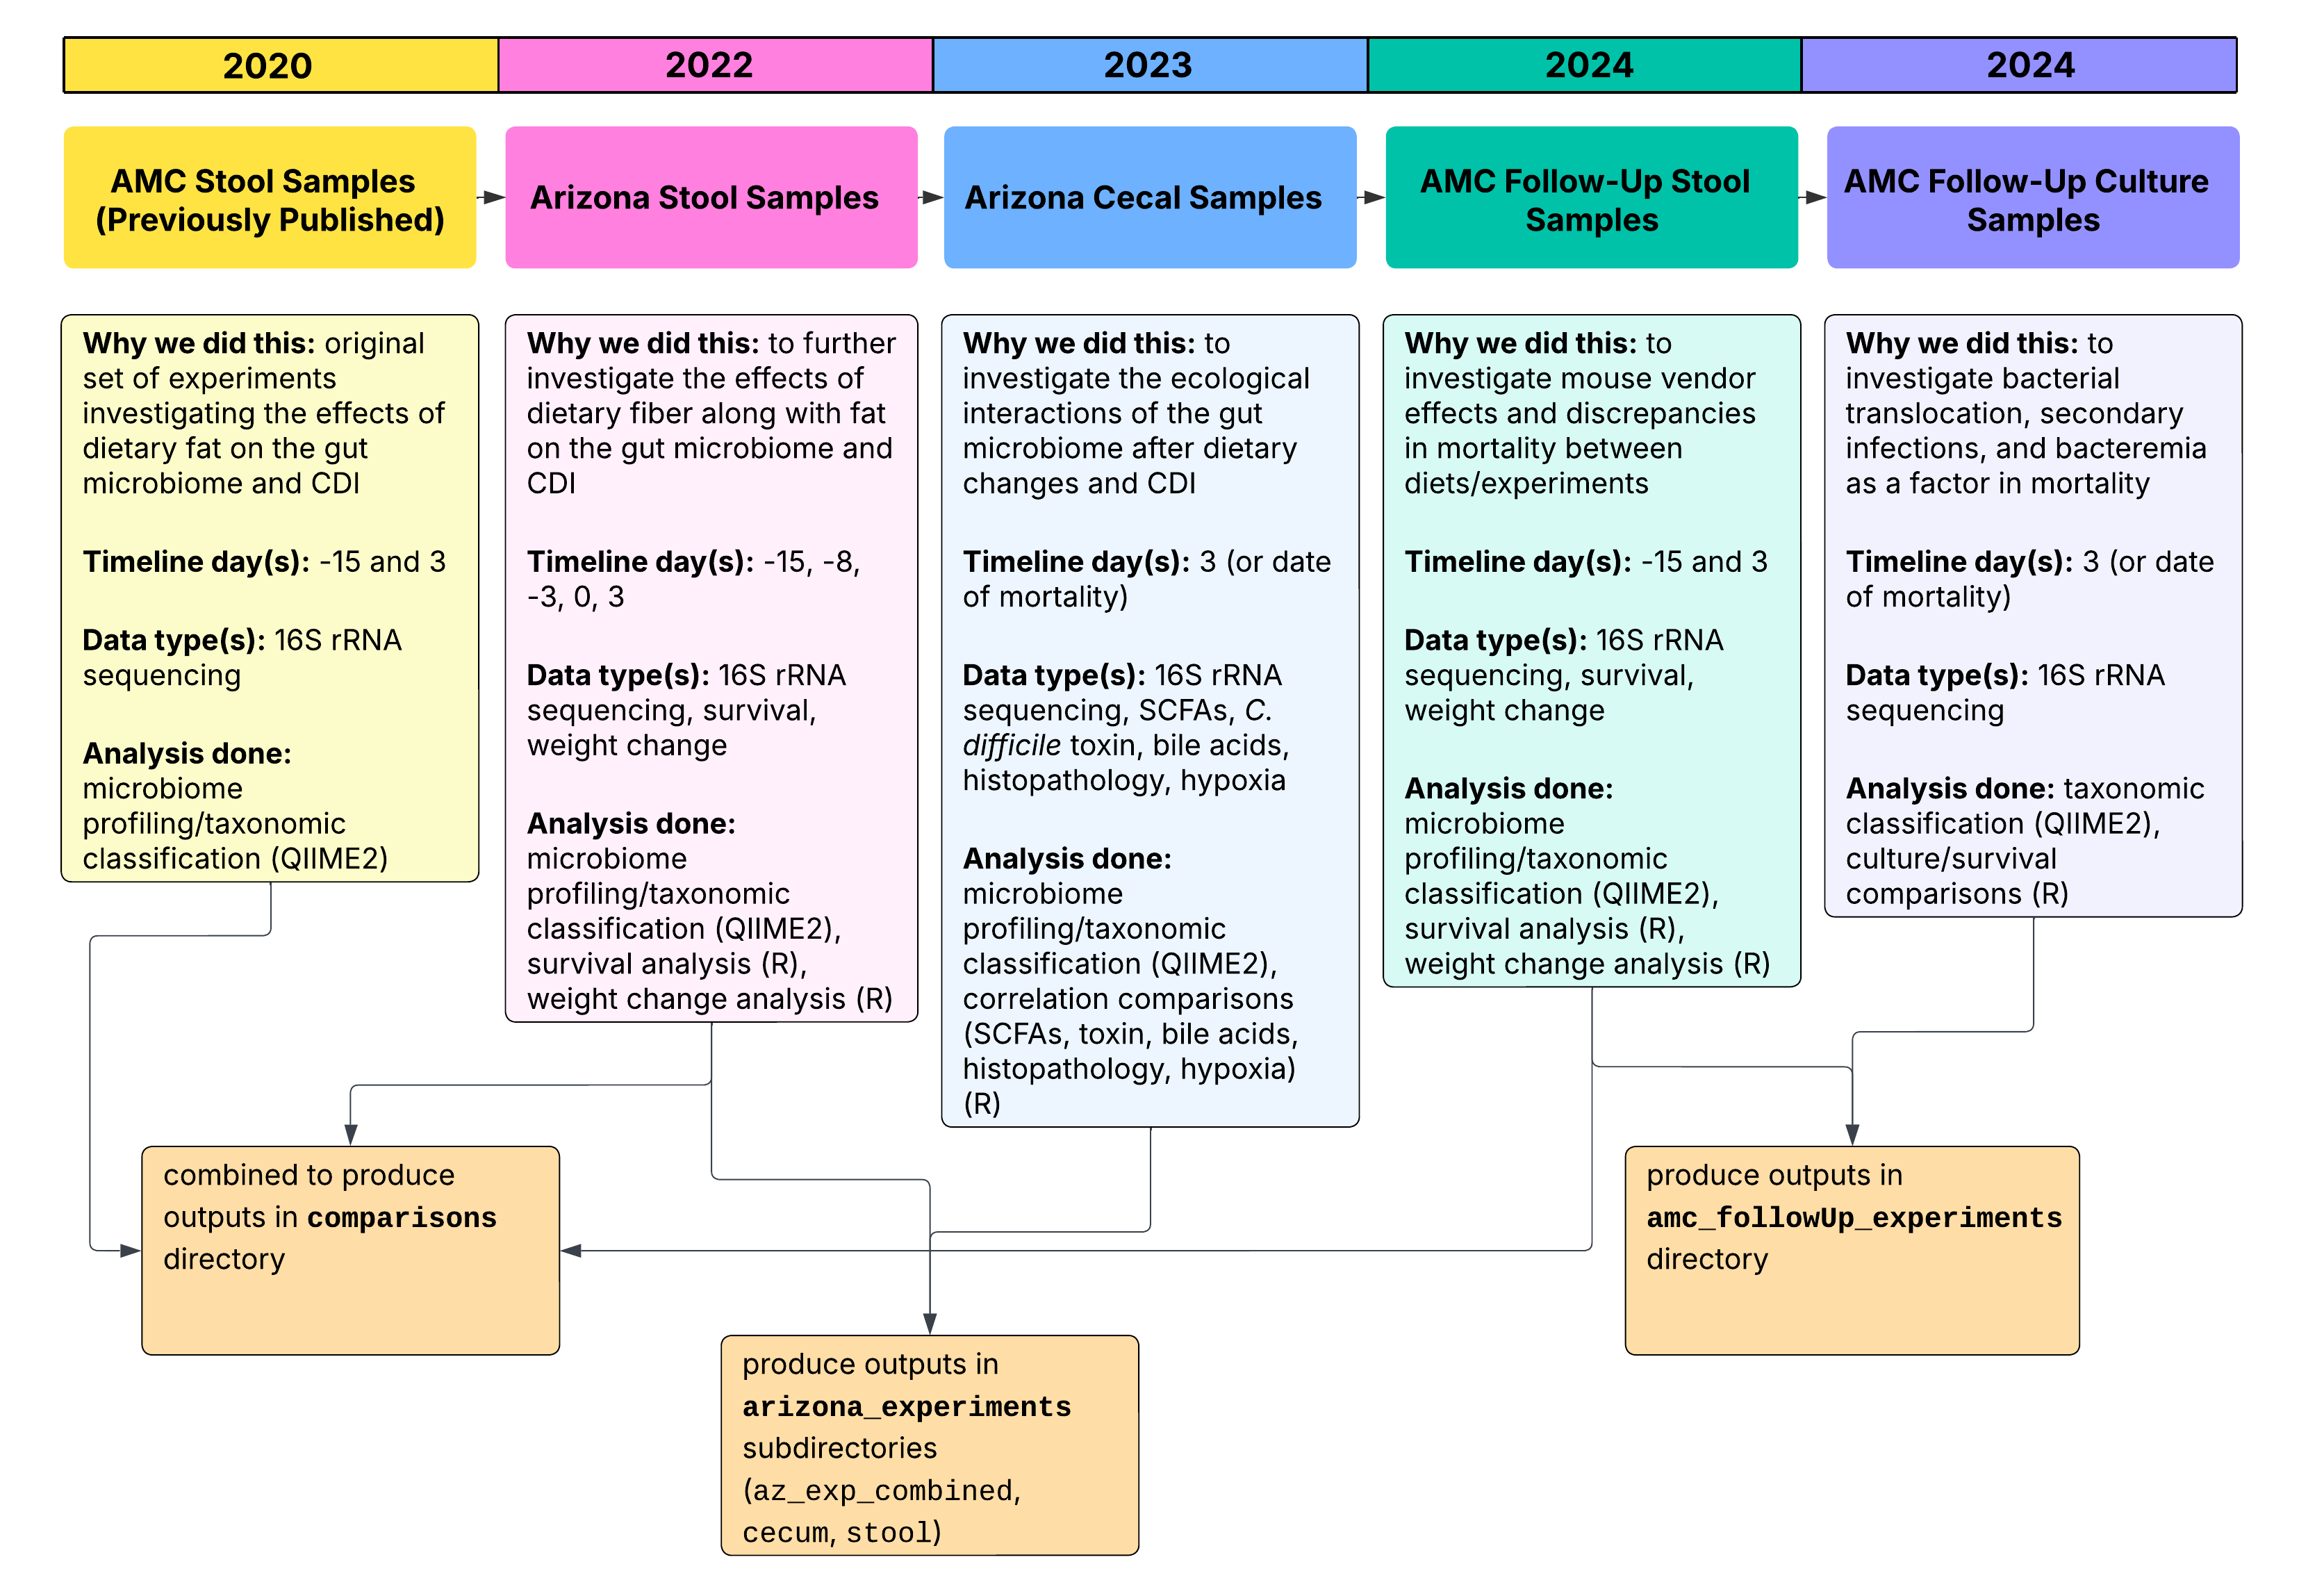 2020
2022
2023
2024
2024
AMC Stool Samples
(Previously Published)
Arizona Stool Samples
Arizona Cecal Samples
AMC Follow-Up Stool
Samples
AMC Follow-Up Culture
Samples
Why we did this: original
set of experiments
investigating the effects of
dietary fat on the gut
microbiome and CDI
Timeline day(s): -15 and 3
Data type(s): 16S rRNA
sequencing
Analysis done:
microbiome
profiling/taxonomic
classification (QIIME2)
Why we did this: to further
investigate the effects of
dietary fiber along with fat
on the gut microbiome and
CDI
Timeline day(s): -15, -8,
-3, 0, 3
Data type(s): 16S rRNA
sequencing, survival,
weight change
Analysis done:
microbiome
profiling/taxonomic
classification (QIIME2),
survival analysis (R),
weight change analysis (R)
Why we did this: to
investigate the ecological
interactions of the gut
microbiome after dietary
changes and CDI
Timeline day(s): 3 (or date
of mortality)
Data type(s): 16S rRNA
sequencing, SCFAs, C.
difficile toxin, bile acids,
histopathology, hypoxia
Analysis done:
microbiome
profiling/taxonomic
classification (QIIME2),
correlation comparisons
(SCFAs, toxin, bile acids,
histopathology, hypoxia)
(R)
Why we did this: to
investigate mouse vendor
effects and discrepancies
in mortality between
diets/experiments
Timeline day(s): -15 and 3
Data type(s): 16S rRNA
sequencing, survival,
weight change
Analysis done:
microbiome
profiling/taxonomic
classification (QIIME2),
survival analysis (R),
weight change analysis (R)
Why we did this: to
investigate bacterial
translocation, secondary
infections, and bacteremia
as a factor in mortality
Timeline day(s): 3 (or date
of mortality)
Data type(s): 16S rRNA
sequencing
Analysis done: taxonomic
classification (QIIME2),
culture/survival
comparisons (R)
combined to produce
outputs in comparisons
directory
produce outputs in
arizona_experiments
subdirectories
(az_exp_combined,
cecum, stool)
produce outputs in
amc_followUp_experiments
directory